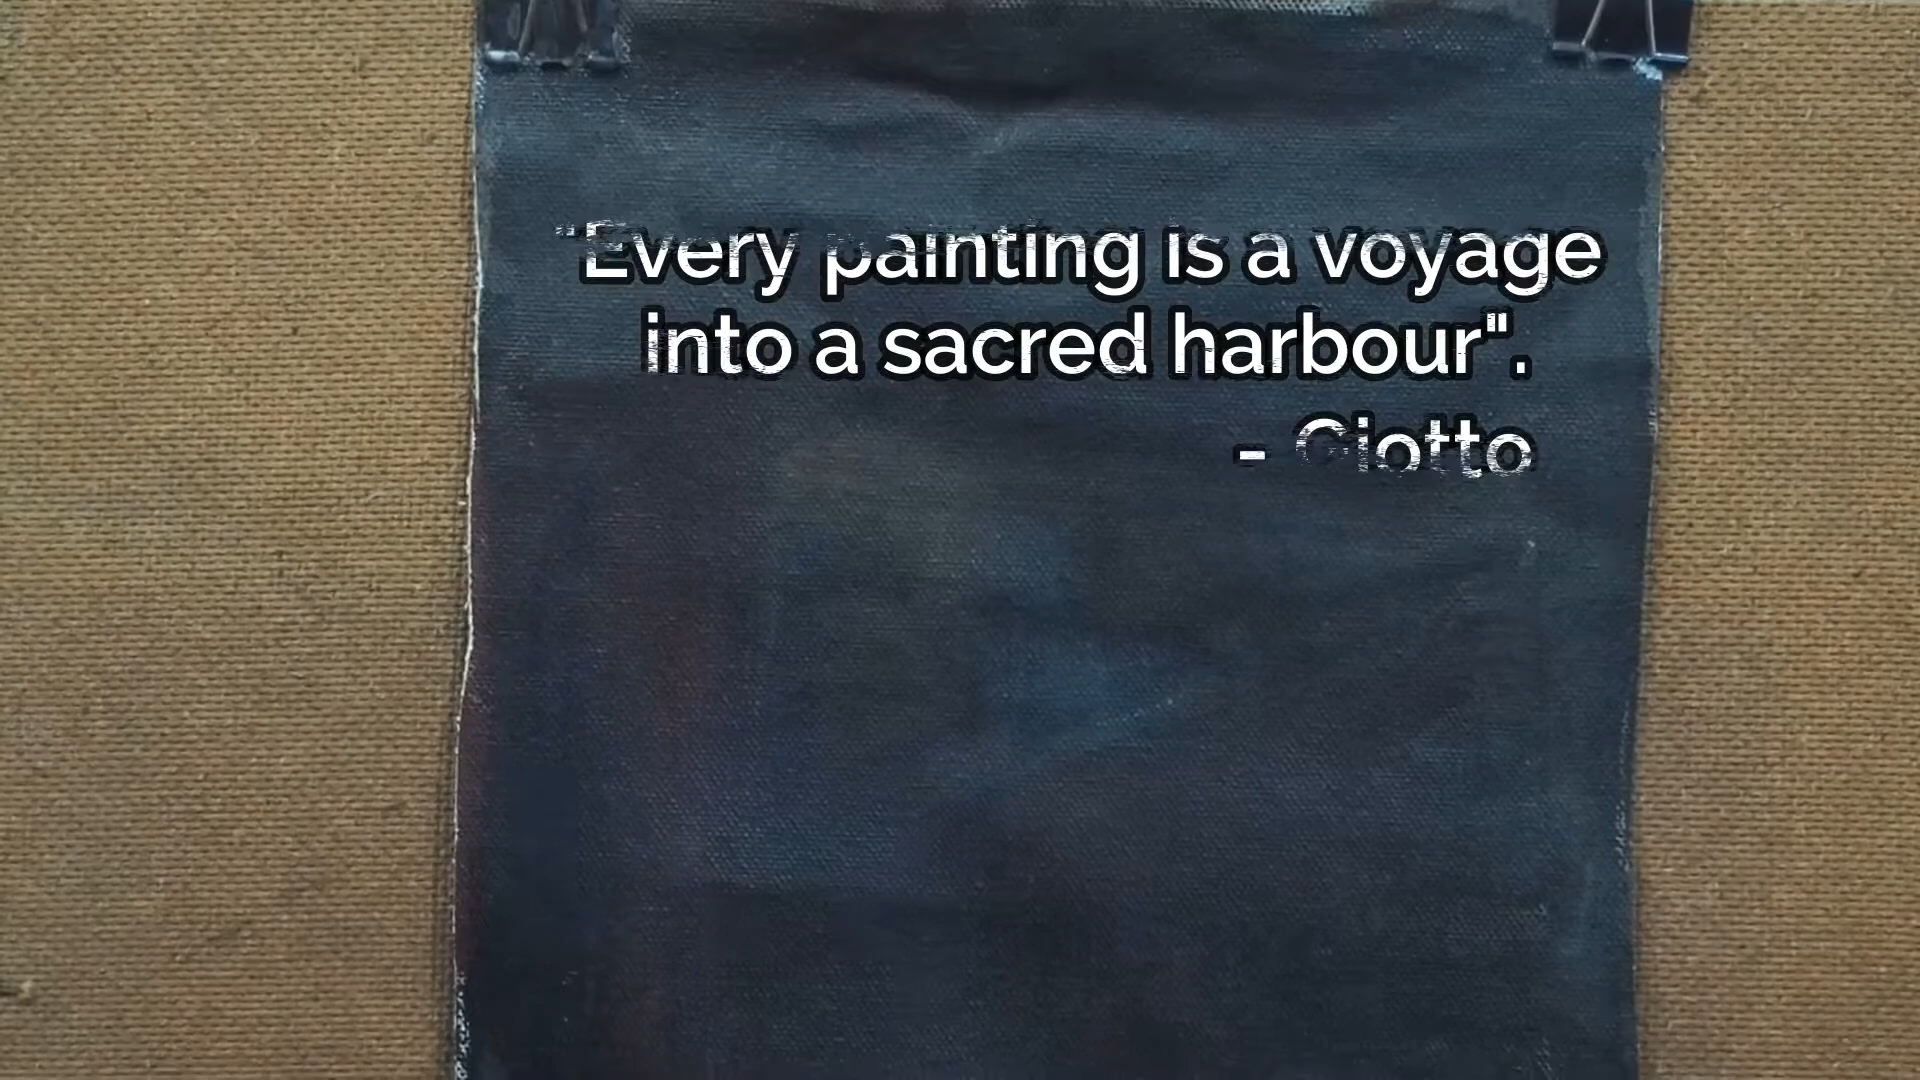 "Every painting is a voyage
into a sacred harbour".
- Giotto